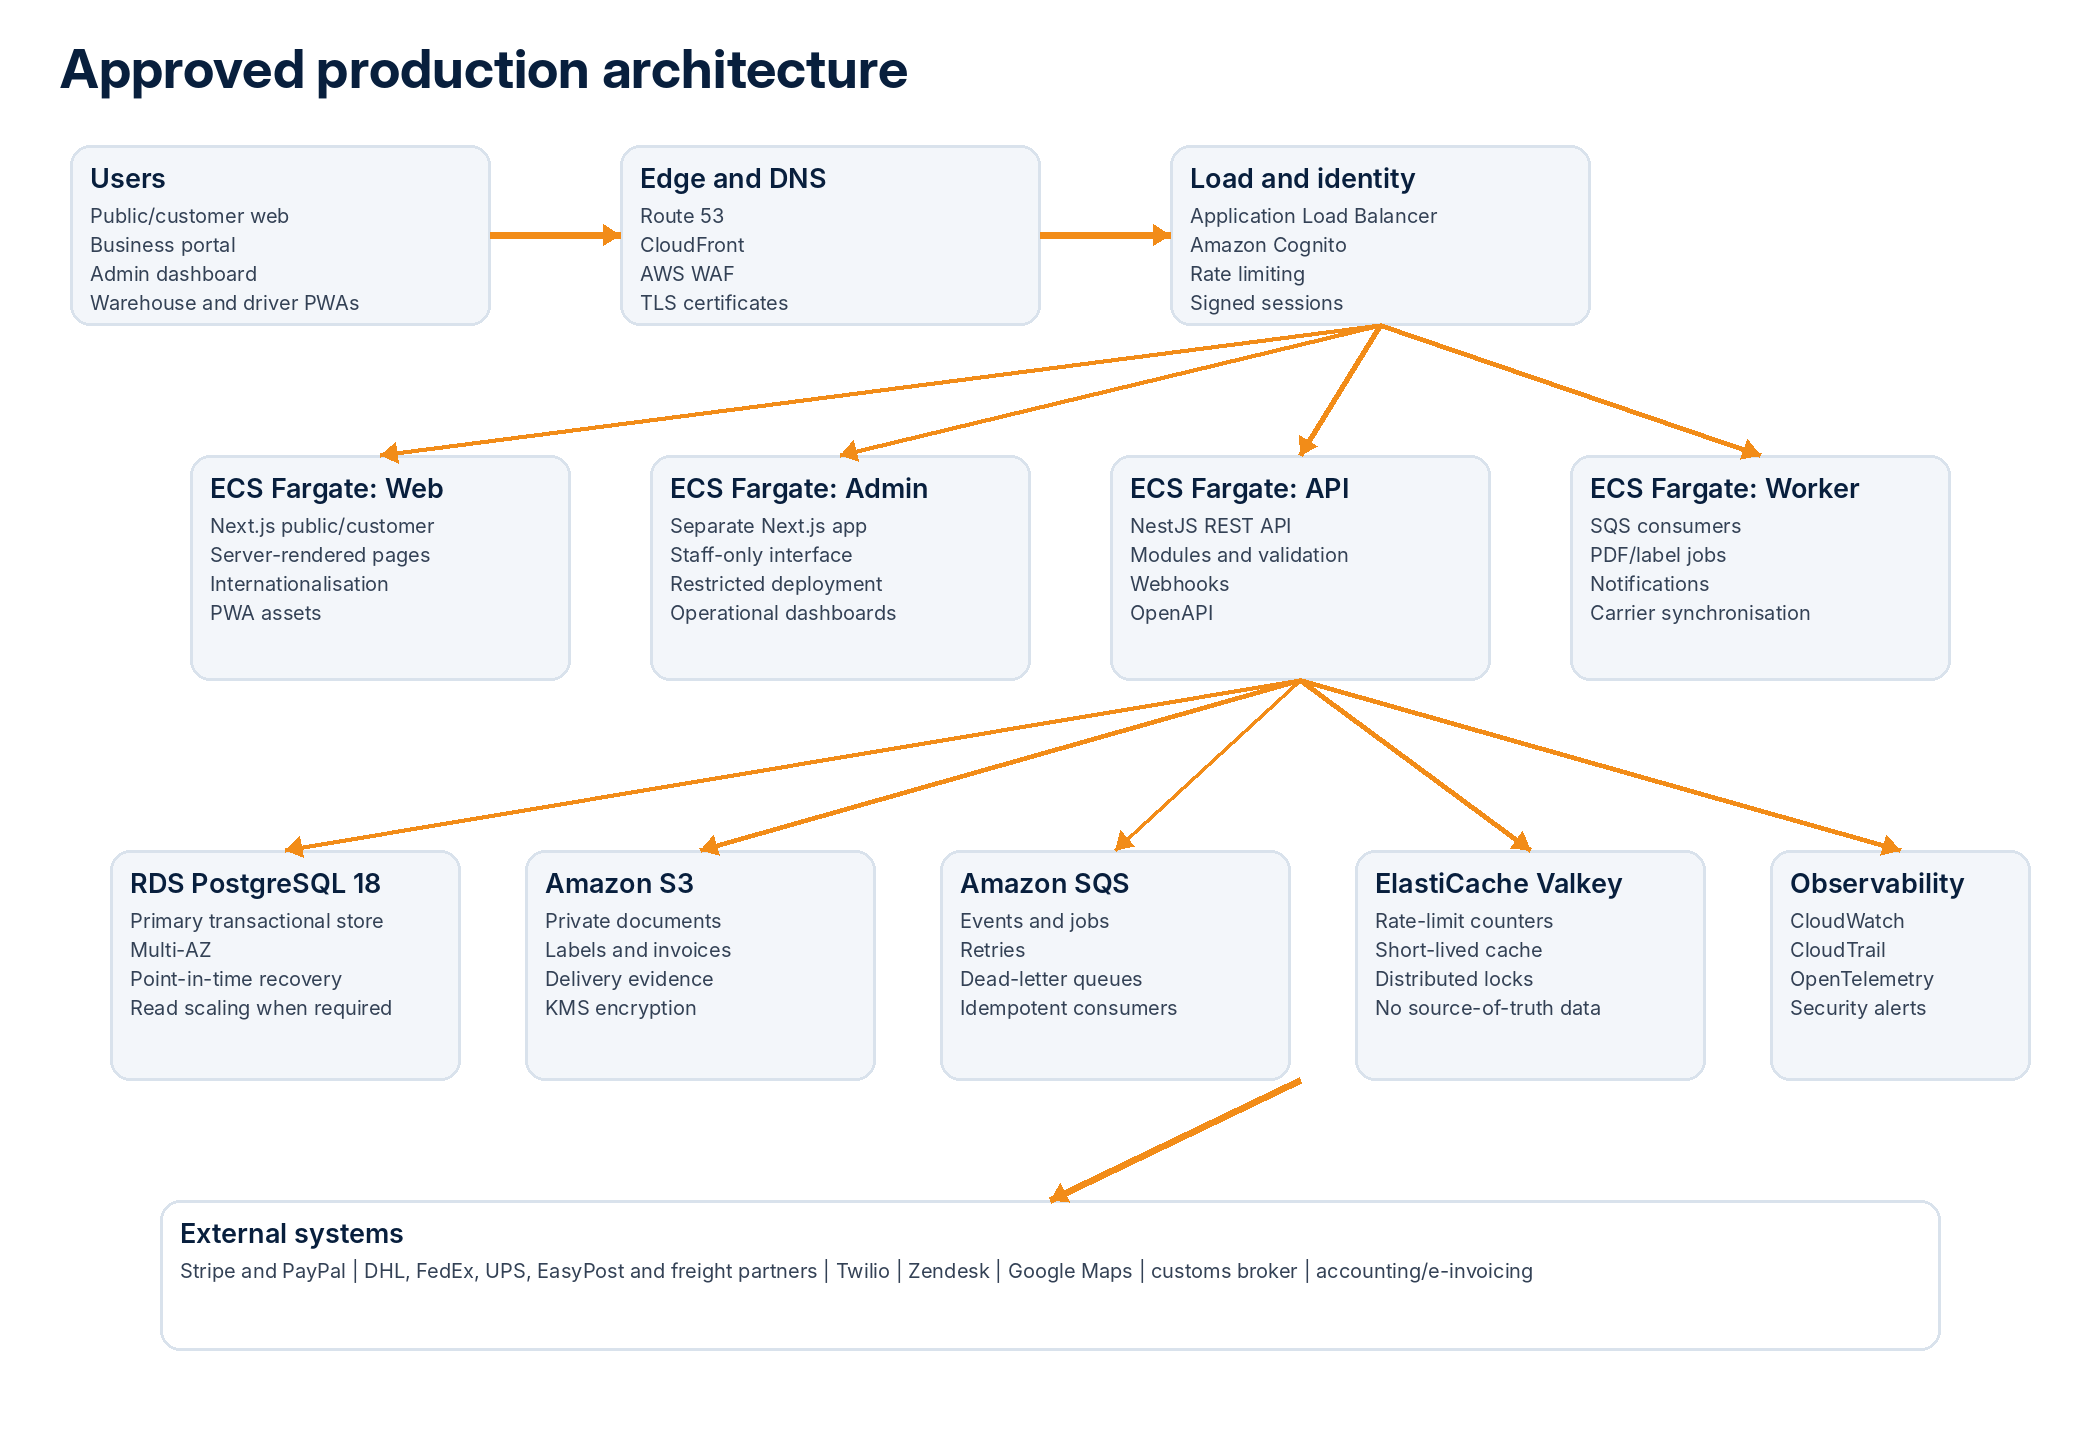 Approved production architecture
Users
Public/customer web
Business portal
Admin dashboard
Warehouse and driver PWAs
Edge and DNS
Route 53
CloudFront
AWS WAF
TLS certificates
Load and identity
Application Load Balancer
Amazon Cognito
Rate limiting
Signed sessions
ECS Fargate: Web
Next.js public/customer
Server-rendered pages
Internationalisation
PWA assets
ECS Fargate: Admin
Separate Next.js app
Staff-only interface
Restricted deployment
Operational dashboards
ECS Fargate: API
NestJS REST API
Modules and validation
Webhooks
OpenAPI
ECS Fargate: Worker
SQS consumers
PDF/label jobs
Notifications
Carrier synchronisation
RDS PostgreSQL 18
Primary transactional store
Multi-AZ
Point-in-time recovery
Read scaling when required
Amazon S3
Private documents
Labels and invoices
Delivery evidence
KMS encryption
Amazon SQS
Events and jobs
Retries
Dead-letter queues
Idempotent consumers
ElastiCache Valkey
Rate-limit counters
Short-lived cache
Distributed locks
No source-of-truth data
Observability
CloudWatch
CloudTrail
OpenTelemetry
Security alerts
External systems
Stripe and PayPal | DHL, FedEx, UPS, EasyPost and freight partners | Twilio | Zendesk | Google Maps | customs broker | accounting/e-invoicing